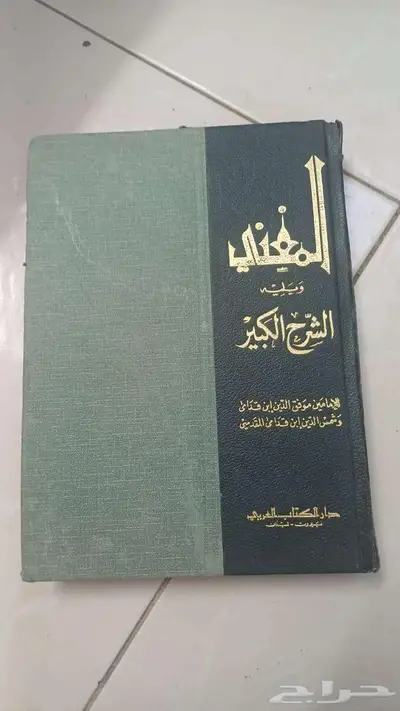 المغني
ويليه
الشرح الكبير
للإمامين موفق الدين ابن قدامة
وشمس الدين ابن قدامة المقدسي
دار الكتاب العربي
بيروت - لبنان
حراج